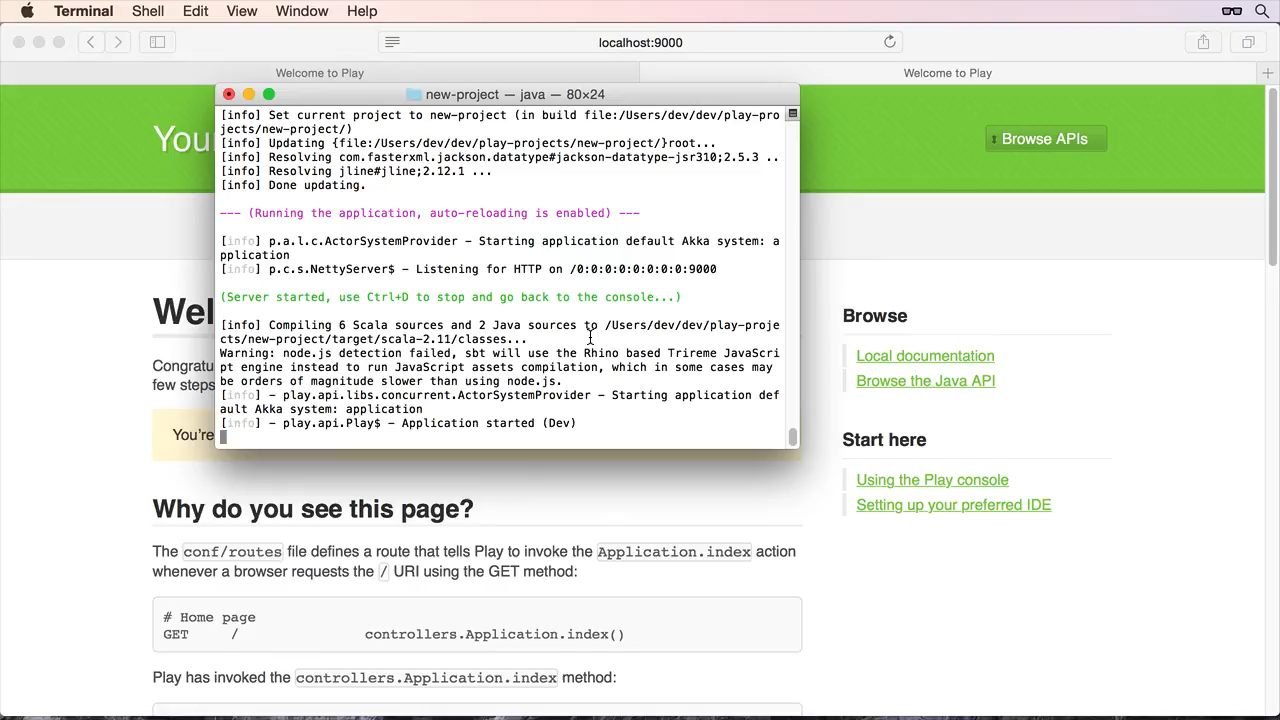 Terminal Shell Edit View Window Help
localhost:9000
Welcome to Play
Welcome to Play
new-project — java — 80×24
[info] Set current project to new-project (in build file:/Users/dev/dev/play-pro
jects/new-project/)
[info] Updating {file:/Users/dev/dev/play-project/new-project/}root...
[info] Resolving com.fasterxml.jackson.datatype#jackson-datatype-jsr310;2.5.3 ..
[info] Resolving jline#jline;2.12.1 ...
[info] Done updating.
--- (Running the application, auto-reloading is enabled) ---
[info] p.a.l.c.ActorSystemProvider - Starting application default Akka system: a
pplication
[info] p.c.s.NettyServer$ - Listening for HTTP on /0:0:0:0:0:0:0:0:9000
(Server started, use Ctrl+D to stop and go back to the console...)
[info] Compiling 6 Scala sources and 2 Java sources to /Users/dev/dev/play-proje
cts/new-project/target/scala-2.11/classes...
Warning: node.js detection failed, sbt will use the Rhino based Trireme JavaScri
pt engine instead to run JavaScript assets compilation, which in some cases may
be orders of magnitude slower than using node.js.
[info] - play.api.libs.concurrent.ActorSystemProvider - Starting application def
ault Akka system: application
[info] - play.api.Play$ - Application started (Dev)
You
Browse APIs
Wel
Congratu
few steps
You're
Why do you see this page?
The conf/routes file defines a route that tells Play to invoke the Application.index action
whenever a browser requests the / URI using the GET method:
# Home page
GET / controllers.Application.index()
Play has invoked the controllers.Application.index method:
Browse
Local documentation
Browse the Java API
Start here
Using the Play console
Setting up your preferred IDE